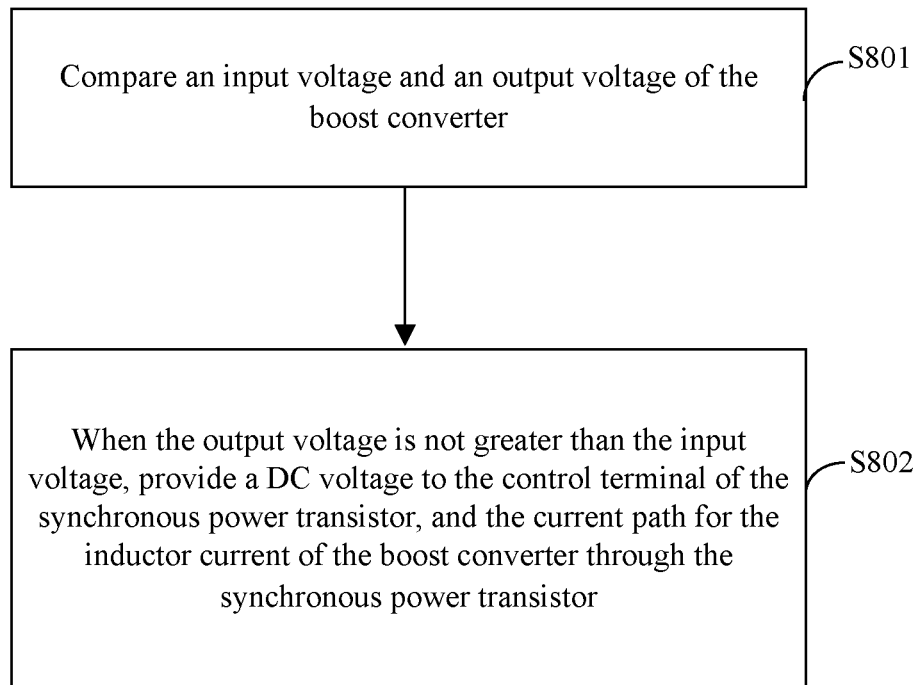 Compare an input voltage and an output voltage of the
boost converter
S801
When the output voltage is not greater than the input
voltage, provide a DC voltage to the control terminal of the
synchronous power transistor, and the current path for the
inductor current of the boost converter through the
synchronous power transistor
S802